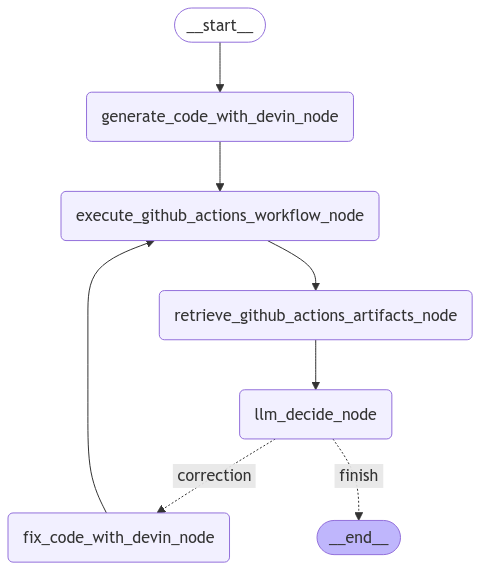 __start__
generate_code_with_devin_node
execute_github_actions_workflow_node
retrieve_github_actions_artifacts_node
llm_decide_node
correction
finish
fix_code_with_devin_node
__end__